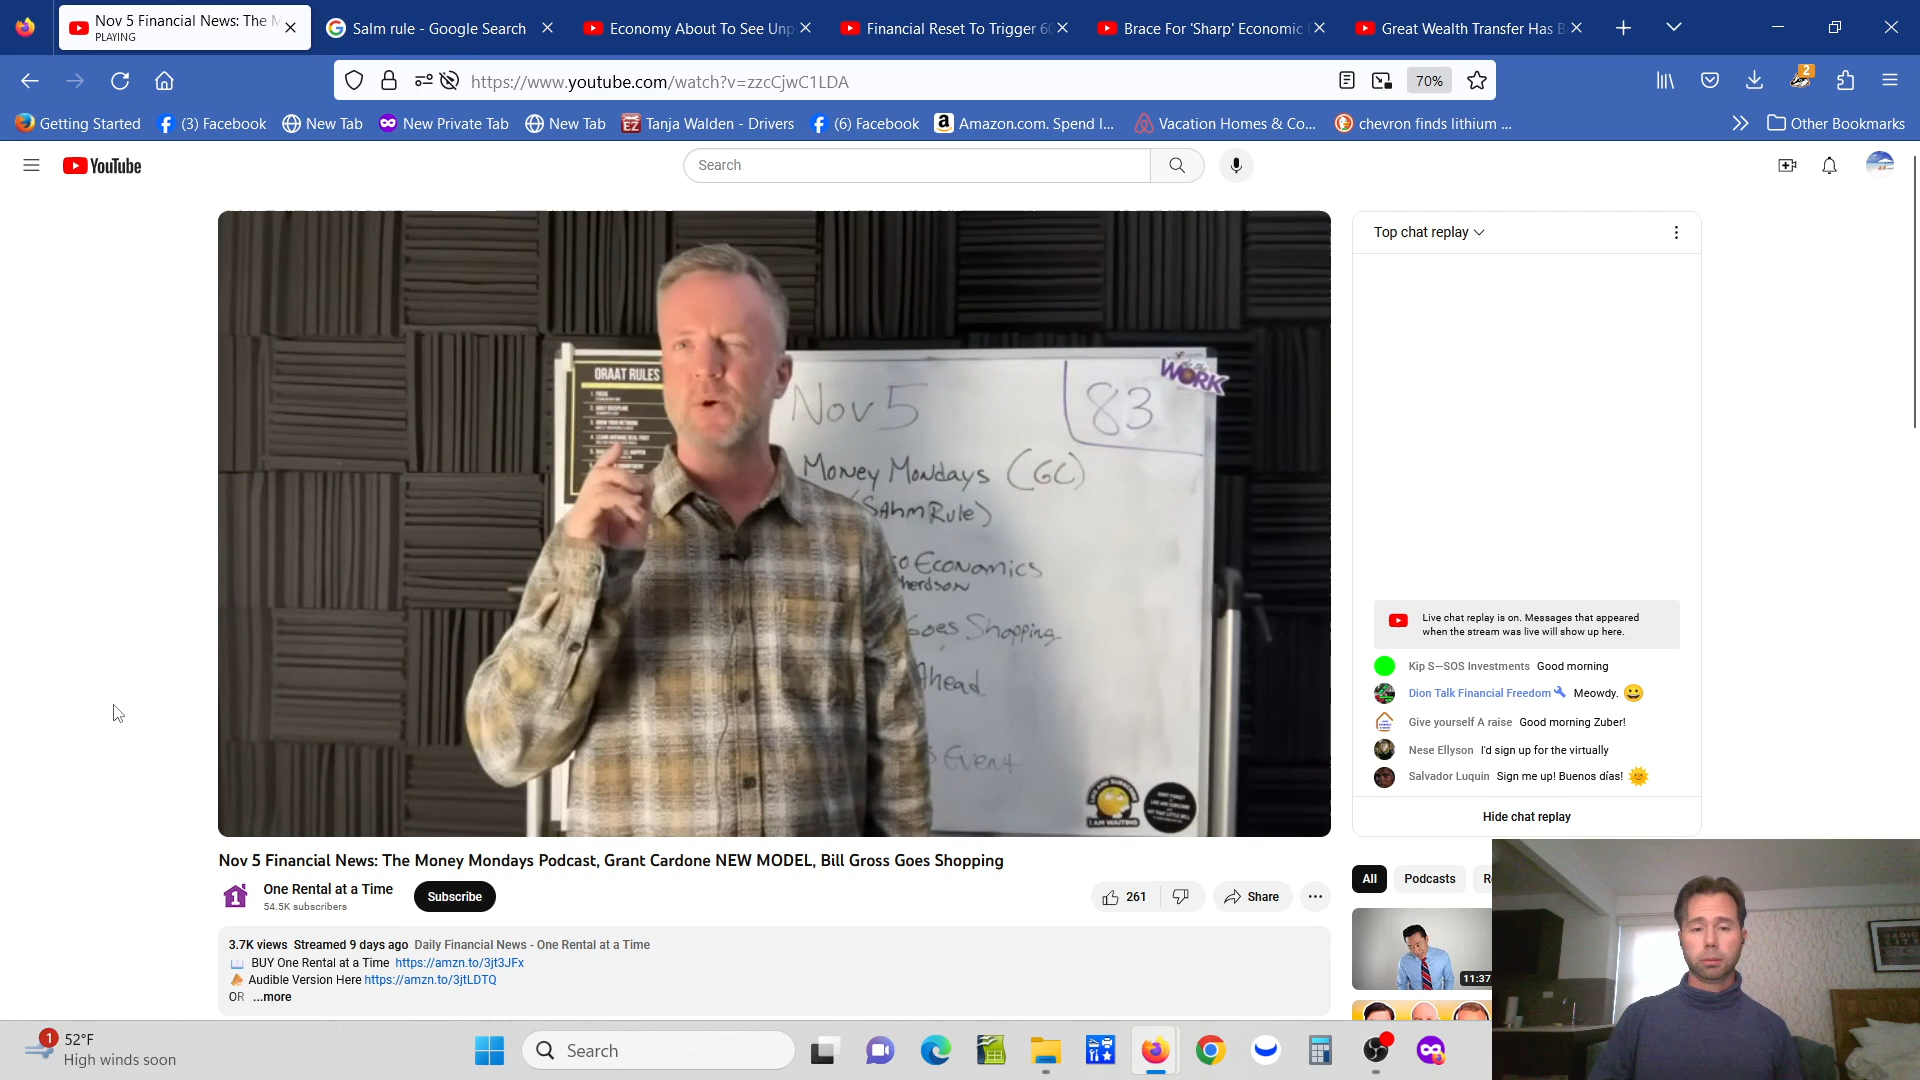 Nov 5 Financial News: The M
PLAYING
Salm rule - Google Search
Economy About To See Unp
Financial Reset To Trigger 60
Brace For 'Sharp' Economic
Great Wealth Transfer Has B
https://www.youtube.com/watch?v=zzcCjwC1LDA
70%
2
Getting Started
(3) Facebook
New Tab
New Private Tab
New Tab
Tanja Walden - Drivers
(6) Facebook
Amazon.com. Spend l...
Vacation Homes & Co...
chevron finds lithium ...
Other Bookmarks
YouTube
Search
Top chat replay
ORAAT RULES
Nov 5
83
WORK
Money Mondays (GC)
(SAhm Rule)
o Economics
herdson
Goes Shopping
Ahead
Event
I AM WAITING
Live chat replay is on. Messages that appeared
when the stream was live will show up here.
Kip S—SOS Investments Good morning
Dion Talk Financial Freedom Meowdy.
Give yourself A raise Good morning Zuber!
Nese Ellyson I'd sign up for the virtually
Salvador Luquin Sign me up! Buenos días!
Hide chat replay
Nov 5 Financial News: The Money Mondays Podcast, Grant Cardone NEW MODEL, Bill Gross Goes Shopping
One Rental at a Time
54.5K subscribers
Subscribe
261
Share
All
Podcasts
3.7K views Streamed 9 days ago Daily Financial News - One Rental at a Time
BUY One Rental at a Time https://amzn.to/3jt3JFx
Audible Version Here https://amzn.to/3jtLDTQ
OR ...more
11:37
1
52°F
High winds soon
Search